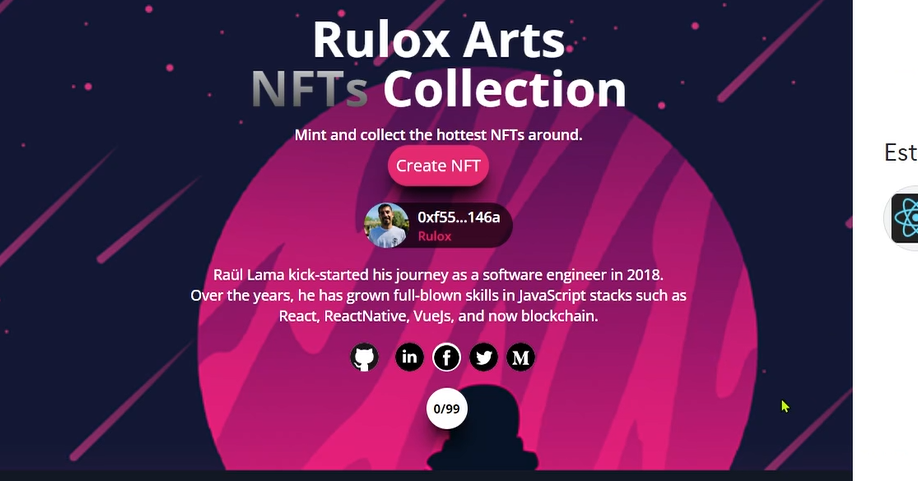 Rulox Arts
NFTs Collection
Mint and collect the hottest NFTs around.
Create NFT
0xf55...146a
Rulox
Raül Lama kick-started his journey as a software engineer in 2018.
Over the years, he has grown full-blown skills in JavaScript stacks such as
React, ReactNative, VueJs, and now blockchain.
in f M
0/99
Est